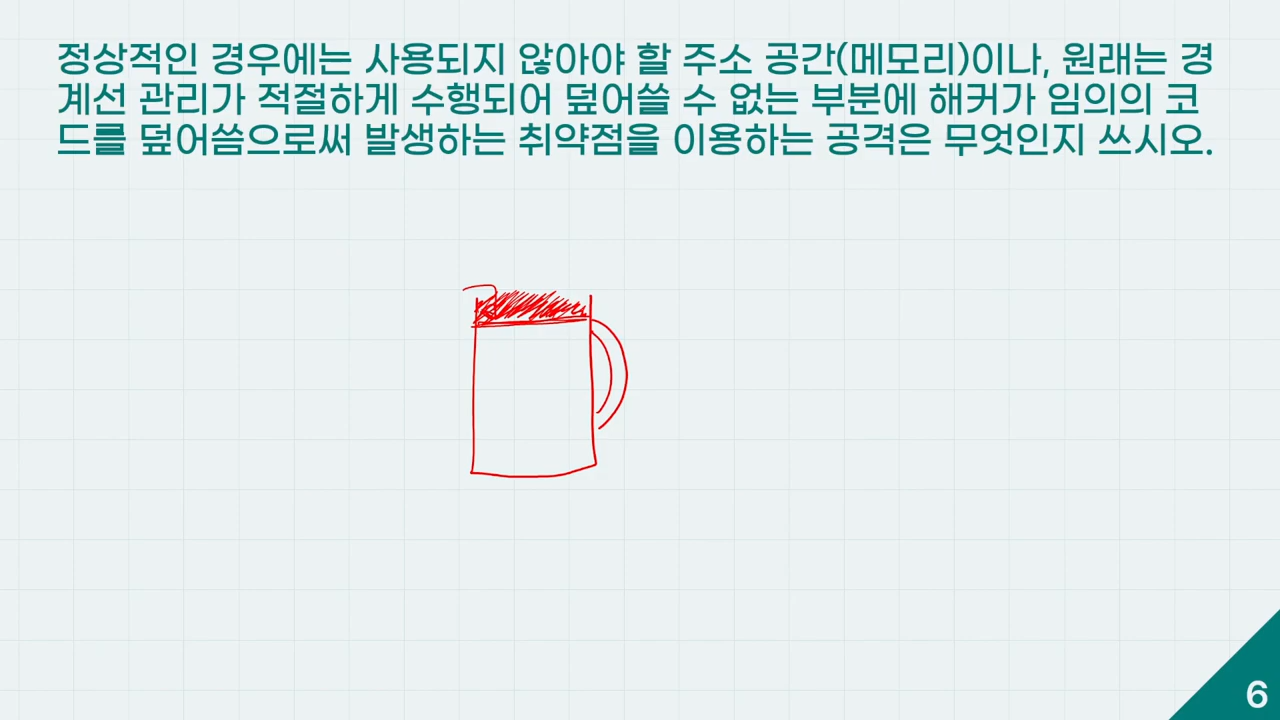 정상적인 경우에는 사용되지 않아야 할 주소 공간(메모리)이나, 원래는 경
계선 관리가 적절하게 수행되어 덮어쓸 수 없는 부분에 해커가 임의의 코
드를 덮어씀으로써 발생하는 취약점을 이용하는 공격은 무엇인지 쓰시오.
6